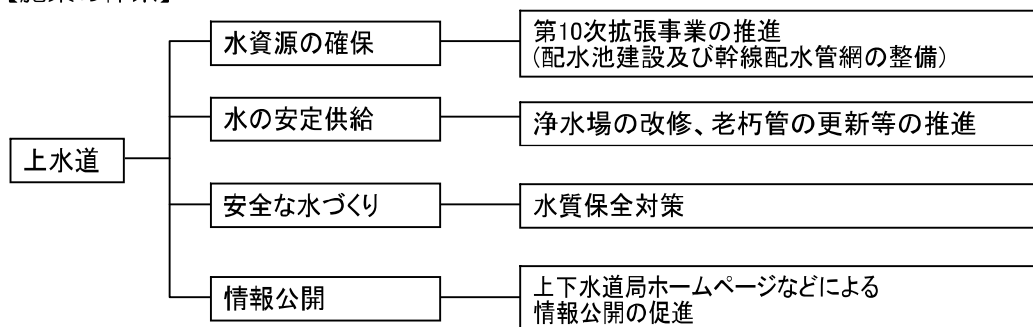 水資源の確保
第10次拡張事業の推進
(配水池建設及び幹線配水管網の整備)
水の安定供給
浄水場の改修、老朽管の更新等の推進
上水道
安全な水づくり
水質保全対策
情報公開
上下水道局ホームページなどによる
情報公開の促進